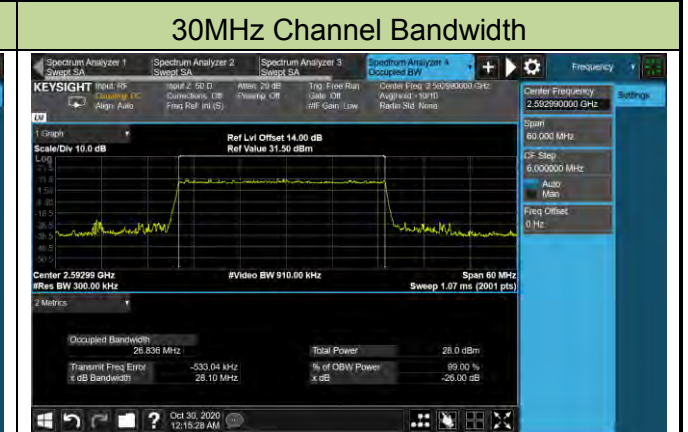 30MHz Channel Bandwidth
Spectrum Analyzer 1
Swept SA
Spectrum Analyzer 2
Swept SA
Spectrum Analyzer 3
Swept SA
Spectrum Analyzer 4
Occupied BW
Frequency
KEYSIGHT
Input: RF
Coupling: DC
Align: Auto
Input Z: 50 Ω
Corrections: Off
Freq Ref: Int (S)
Atten: 20 dB
Preamp: Off
Trig: Free Run
Gate: Off
#IF Gain: Low
Center Freq: 2.592990000 GHz
Avg|Hold: >10/10
Radio Std: None
Center Frequency
2.592990000 GHz
Settings
Span
60.000 MHz
CF Step
6.000000 MHz
Auto
Man
Freq Offset
0 Hz
1 Graph
Scale/Div 10.0 dB
Log
Ref Lvl Offset 14.00 dB
Ref Value 31.50 dBm
Center 2.59299 GHz
#Res BW 300.00 kHz
#Video BW 910.00 kHz
Span 60 MHz
Sweep 1.07 ms (2001 pts)
2 Metrics
Occupied Bandwidth
26.836 MHz
Total Power 28.0 dBm
Transmit Freq Error -533.04 kHz
% of OBW Power 99.00 %
x dB Bandwidth 28.10 MHz
x dB -26.00 dB
Oct 30, 2020
12:15:28 AM